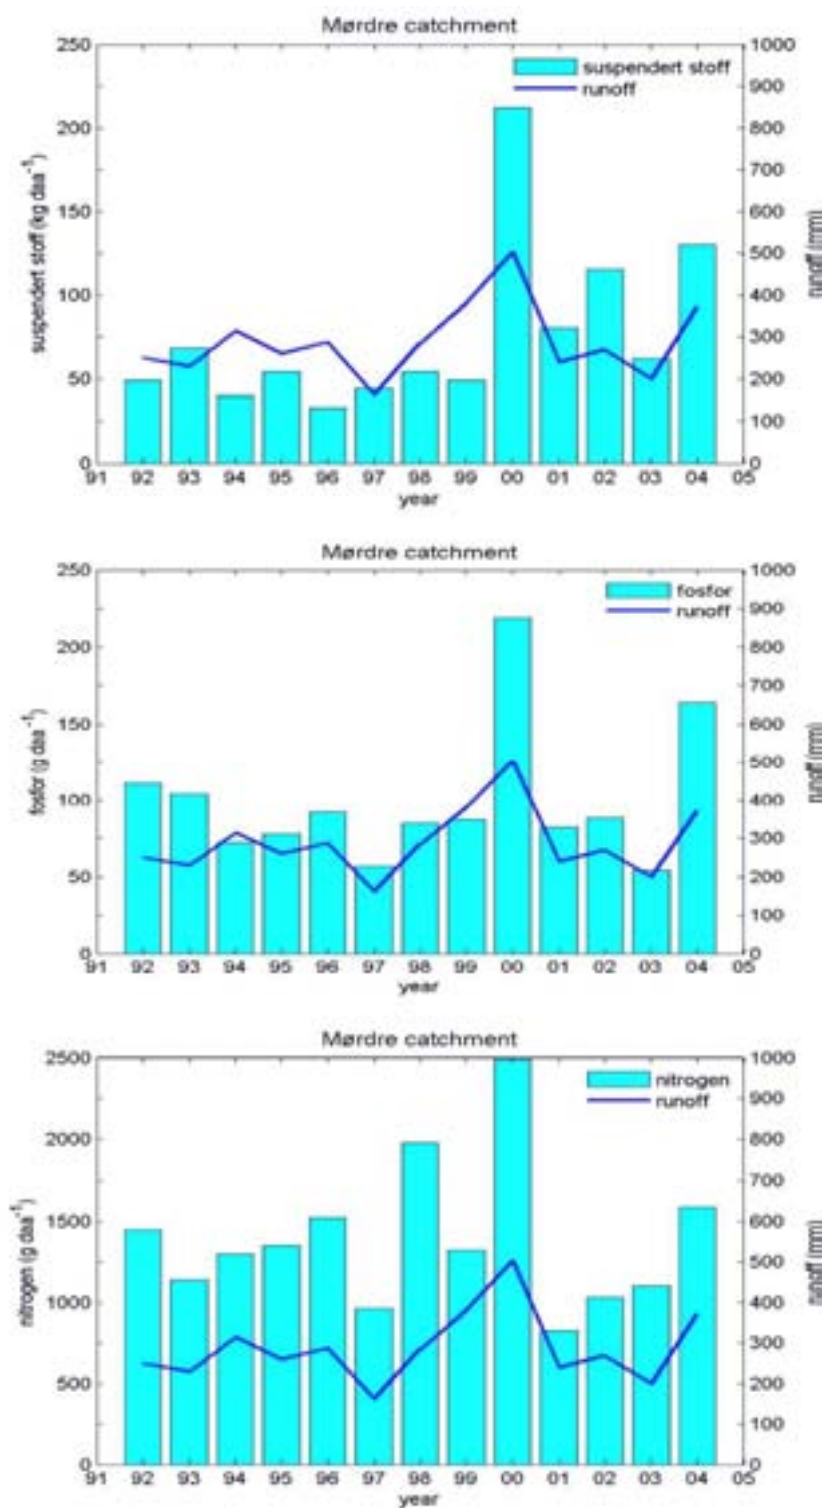 Mørdre catchment
suspendert stoff
runoff
suspendert stoff (kg daa⁻¹)
runoff (mm)
250
200
150
100
50
0
1000
900
800
700
600
500
400
300
200
100
0
91 92 93 94 95 96 97 98 99 00 01 02 03 04 05
year
Mørdre catchment
fosfor
runoff
fosfor (g daa⁻¹)
runoff (mm)
250
200
150
100
50
0
1000
900
800
700
600
500
400
300
200
100
0
91 92 93 94 95 96 97 98 99 00 01 02 03 04 05
year
Mørdre catchment
nitrogen
runoff
nitrogen (g daa⁻¹)
runoff (mm)
2500
2000
1500
1000
500
0
1000
900
800
700
600
500
400
300
200
100
0
91 92 93 94 95 96 97 98 99 00 01 02 03 04 05
year